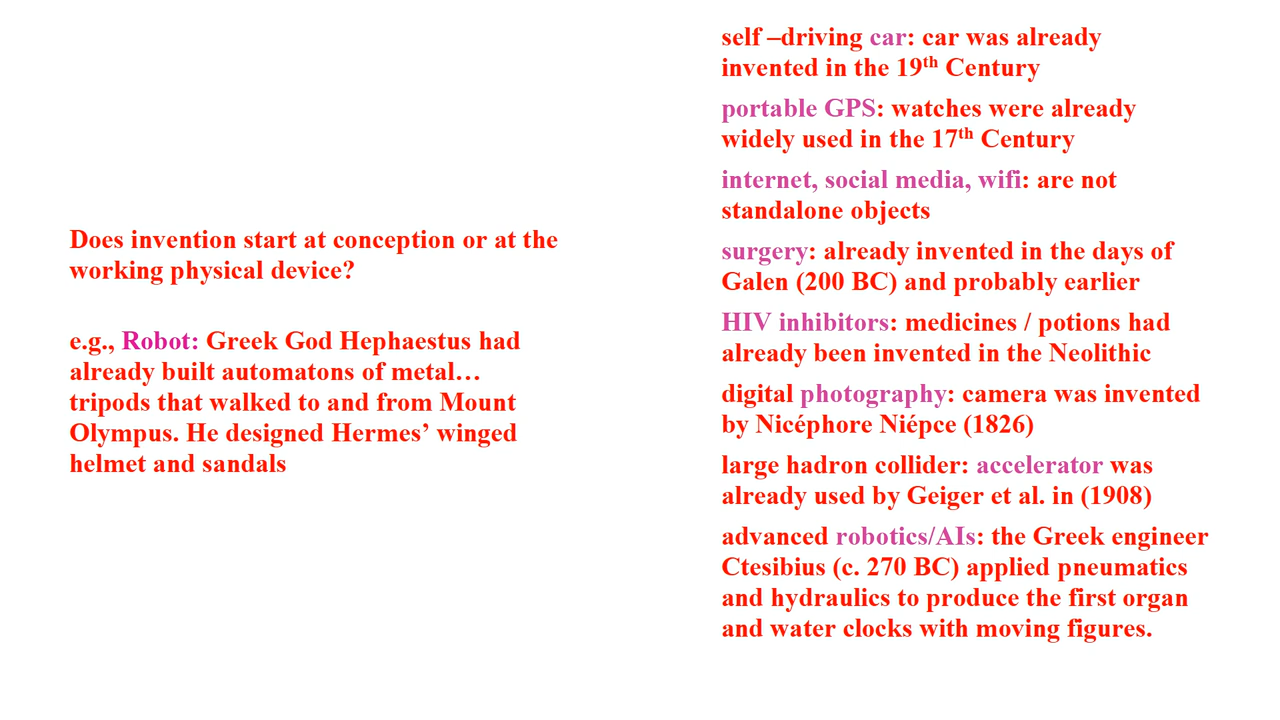 Does invention start at conception or at the
working physical device?
e.g., Robot: Greek God Hephaestus had
already built automatons of metal…
tripods that walked to and from Mount
Olympus. He designed Hermes’ winged
helmet and sandals
self –driving car: car was already
invented in the 19th Century
portable GPS: watches were already
widely used in the 17th Century
internet, social media, wifi: are not
standalone objects
surgery: already invented in the days of
Galen (200 BC) and probably earlier
HIV inhibitors: medicines / potions had
already been invented in the Neolithic
digital photography: camera was invented
by Nicéphore Niépce (1826)
large hadron collider: accelerator was
already used by Geiger et al. in (1908)
advanced robotics/AIs: the Greek engineer
Ctesibius (c. 270 BC) applied pneumatics
and hydraulics to produce the first organ
and water clocks with moving figures.